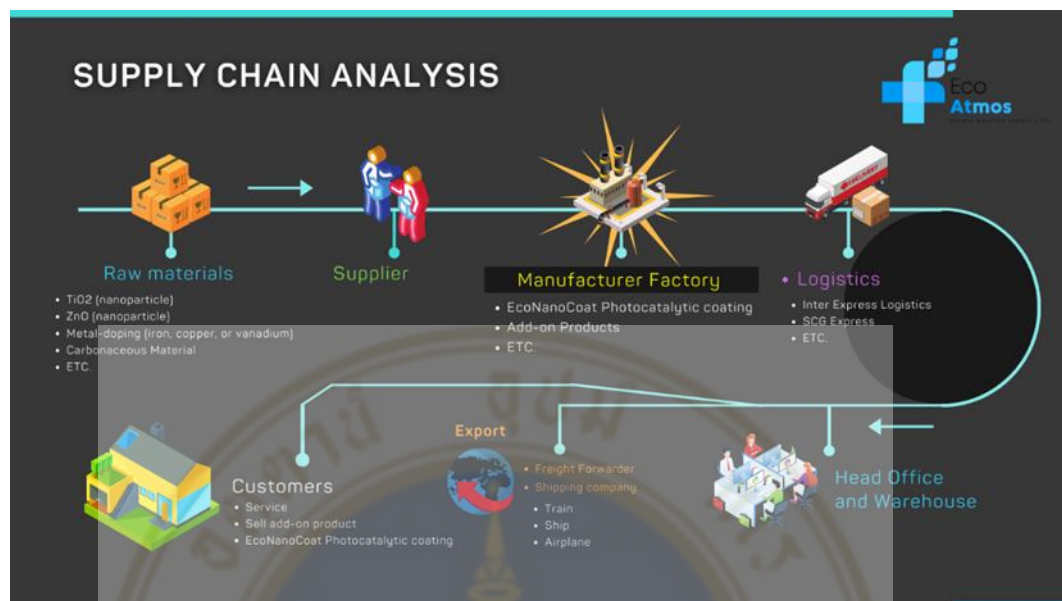 SUPPLY CHAIN ANALYSIS
Eco
Atmos
DELIVERY
Raw materials
• TiO2 (nanoparticle)
• ZnO (nanoparticle)
• Metal-doping (iron, copper, or vanadium)
• Carbonaceous Material
• ETC.
Supplier
Manufacturer Factory
• EcoNanoCoat Photocatalytic coating
• Add-on Products
• ETC.
• Logistics
• Inter Express Logistics
• SCG Express
• ETC.
Customers
• Service
• Sell add-on product
• EcoNanoCoat Photocatalytic coating
Export
• Freight Forwarder
• Shipping company
• Train
• Ship
• Airplane
Head Office
and Warehouse